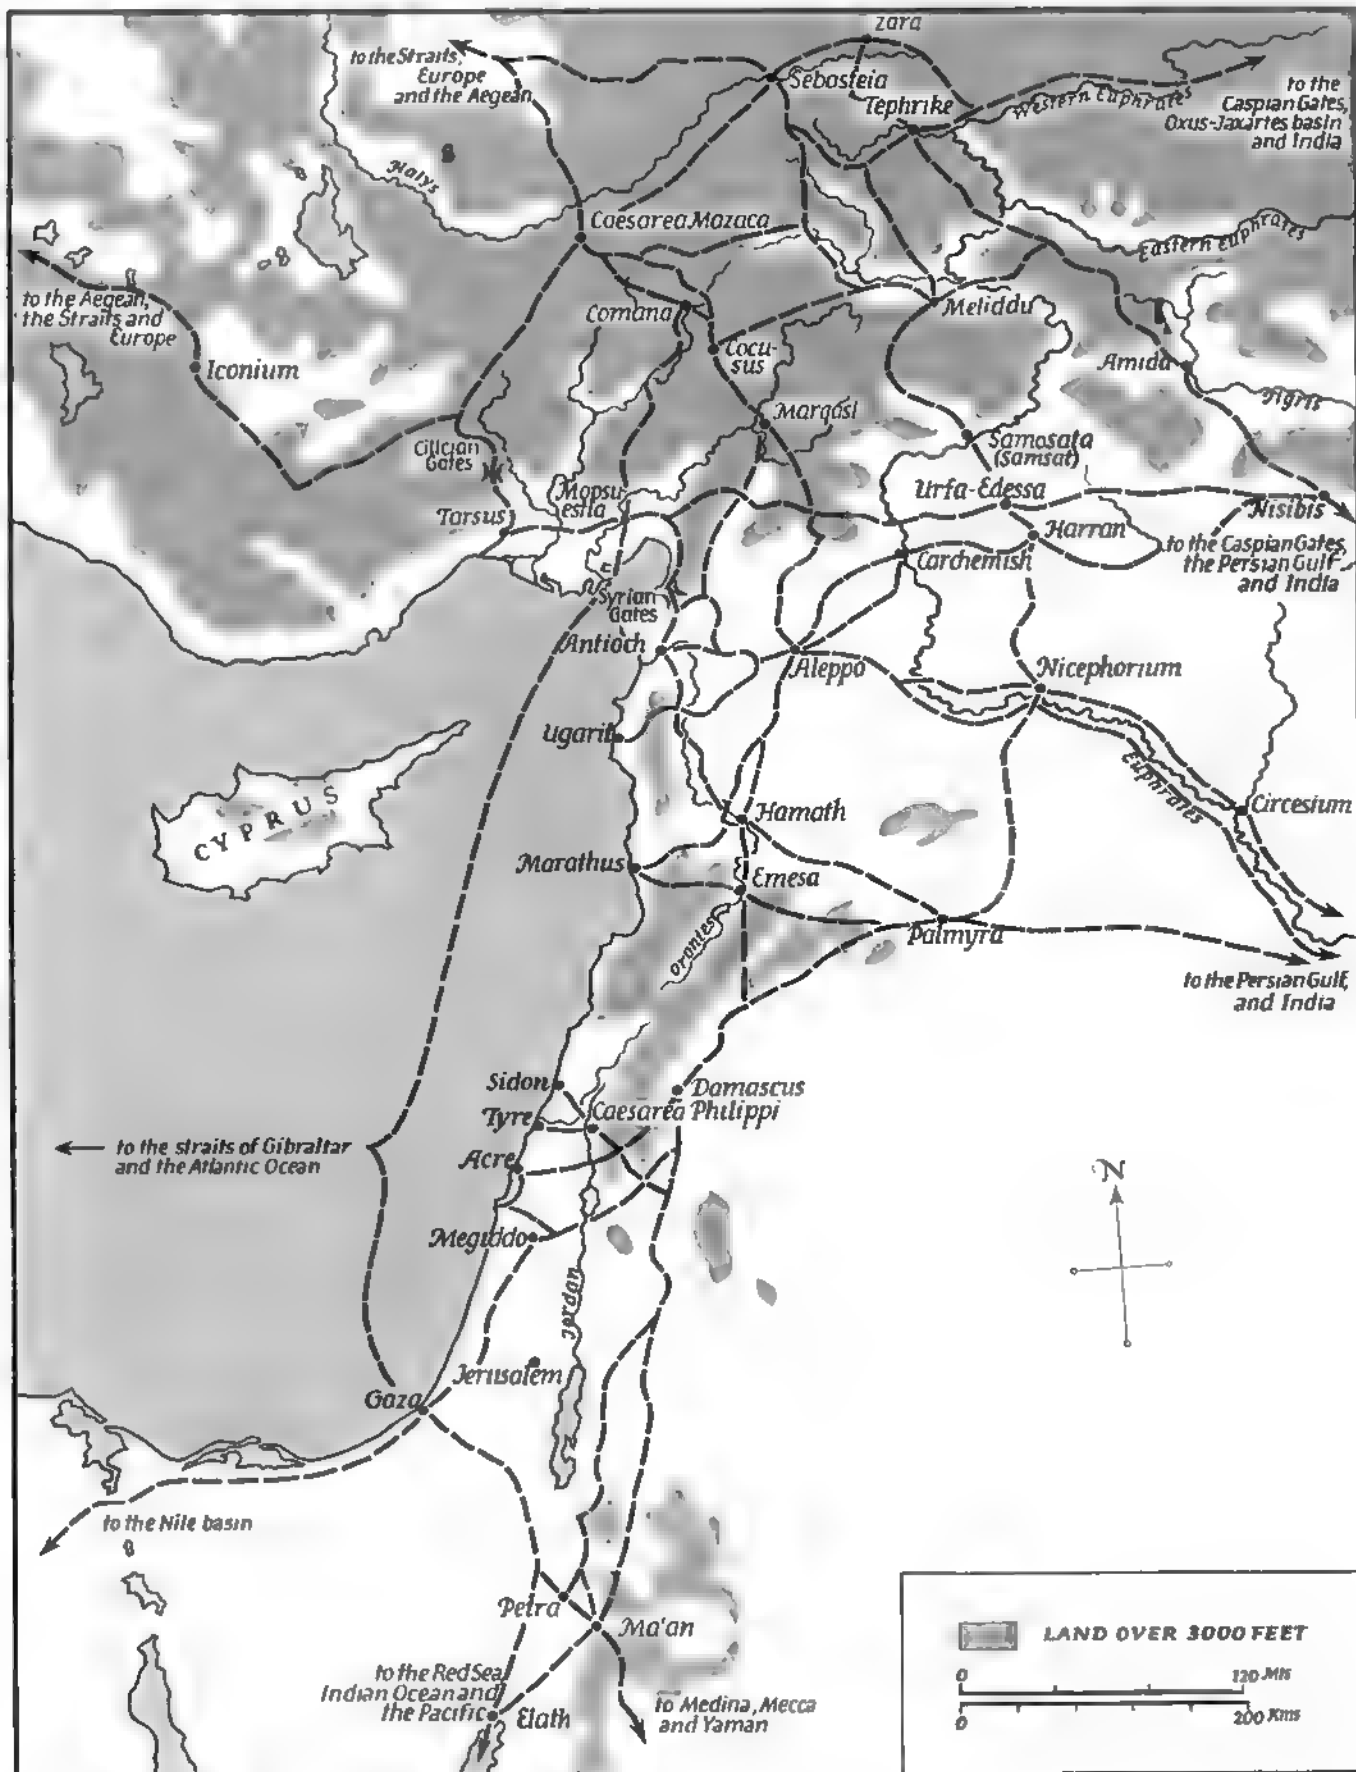 Zara
to the Straits,
Europe
and the Aegean
Sebasteia
Tephrike
Western Euphrates
to the
Caspian Gates,
Oxus-Jaxartes basin
and India
Halys
Caesarea Mazaca
Eastern Euphrates
to the Aegean,
the Straits and
Europe
Comana
Meliddu
Iconium
Cocu-
sus
Amida
Tigris
Marqasi
Cilician
Gates
Samosata
(Samsat)
Mopsu-
estia
Urfa-Edessa
Tarsus
Nisibis
Harran
Carchemish
to the Caspian Gates,
the Persian Gulf
and India
Syrian
Gates
Antioch
Aleppo
Nicephorium
Ugarit
Euphrates
CYPRUS
Hamath
Circesium
Marathus
Emesa
Orontes
Palmyra
to the Persian Gulf,
and India
Sidon
Damascus
Tyre
Caesarea Philippi
to the straits of Gibraltar
and the Atlantic Ocean
Acre
N
Megiddo
Jordan
Jerusalem
Gaza
to the Nile basin
Petra
Ma'an
to the Red Sea
Indian Ocean and
the Pacific
Elath
to Medina, Mecca
and Yaman
LAND OVER 3000 FEET
0 120 Mls
0 200 Kms